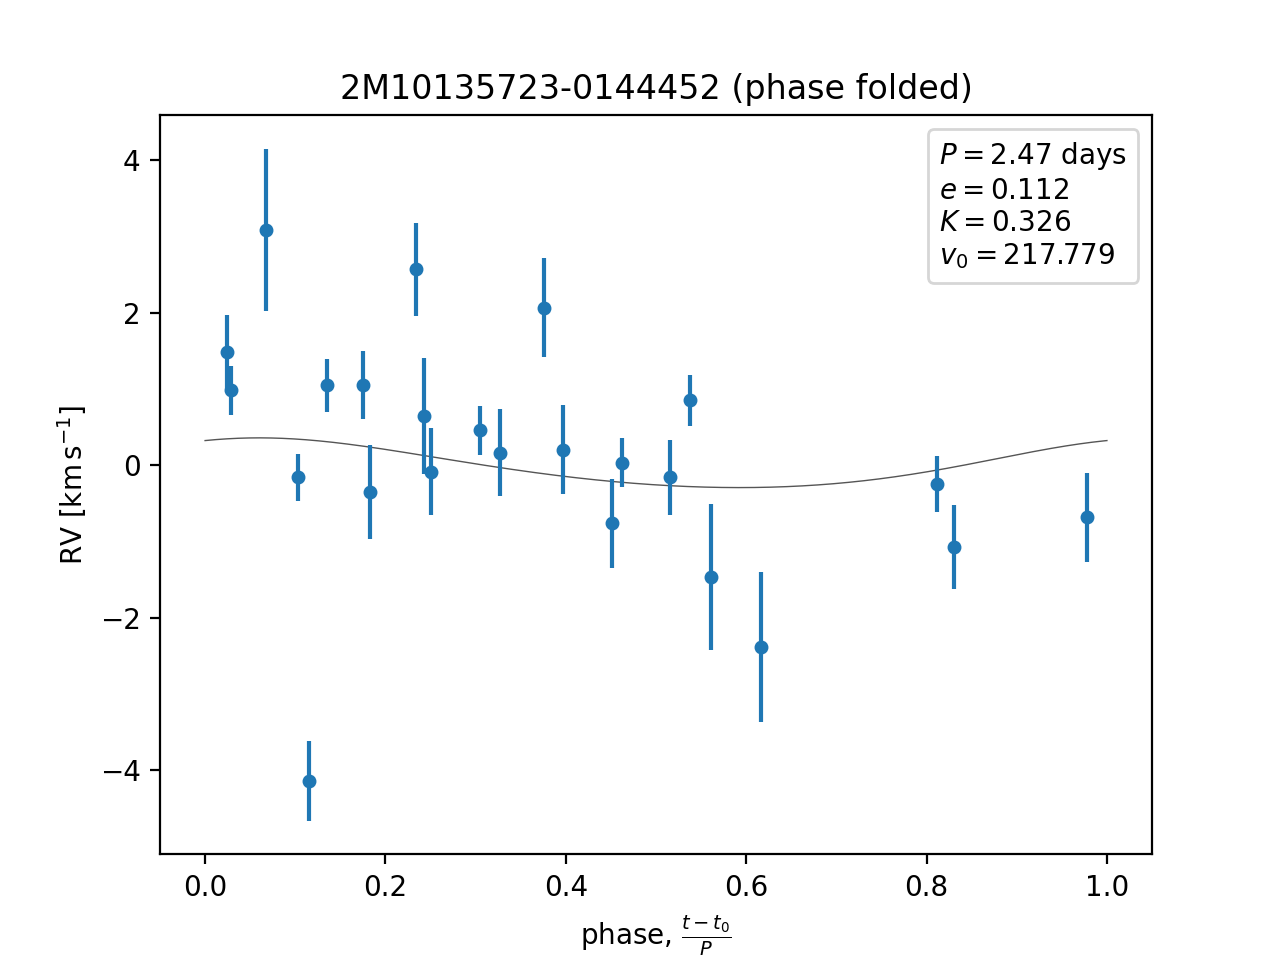 2M10135723-0144452 (phase folded)
P = 2.47 days
e = 0.112
K = 0.326
v₀ = 217.779
4
2
0
−2
−4
RV [km s⁻¹]
0.0 0.2 0.4 0.6 0.8 1.0
phase, (t − t₀)/P